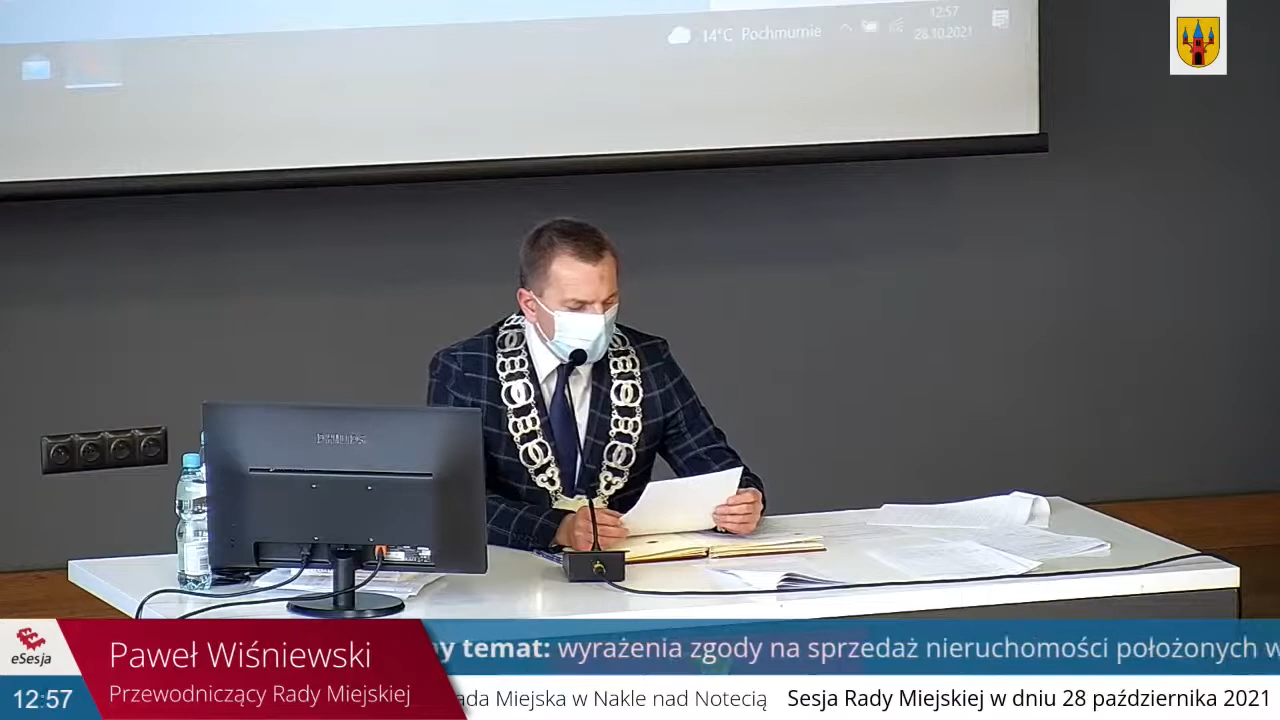 12:57
14°C Pochmurnie
28.10.2021
PHILIPS
eSesja
Paweł Wiśniewski
Przewodniczący Rady Miejskiej
temat: wyrażenia zgody na sprzedaż nieruchomości położonych w
12:57
Miejska w Nakle nad Notecią
Sesja Rady Miejskiej w dniu 28 października 2021